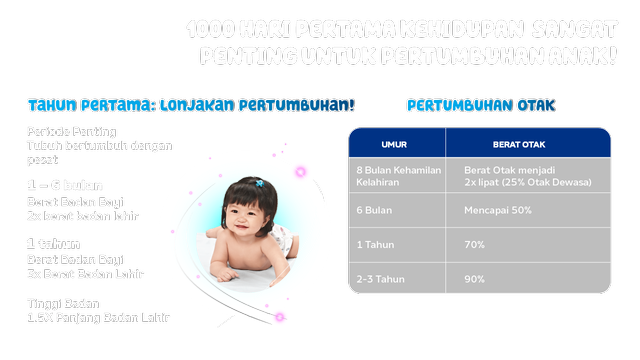 1000 HARI PERTAMA KEHIDUPAN SANGAT
PENTING UNTUK PERTUMBUHAN ANAK!
TAHUN PERTAMA: LONJAKAN PERTUMBUHAN!
Periode Penting
Tubuh bertumbuh dengan
pesat
1 – 6 bulan
Berat Badan Bayi
2x berat badan lahir
1 tahun
Berat Badan Bayi
3x Berat Badan Lahir
Tinggi Badan
1.5X Panjang Badan Lahir
PERTUMBUHAN OTAK
UMUR BERAT OTAK
8 Bulan Kehamilan Berat Otak menjadi
Kelahiran 2x lipat (25% Otak Dewasa)
6 Bulan Mencapai 50%
1 Tahun 70%
2-3 Tahun 90%